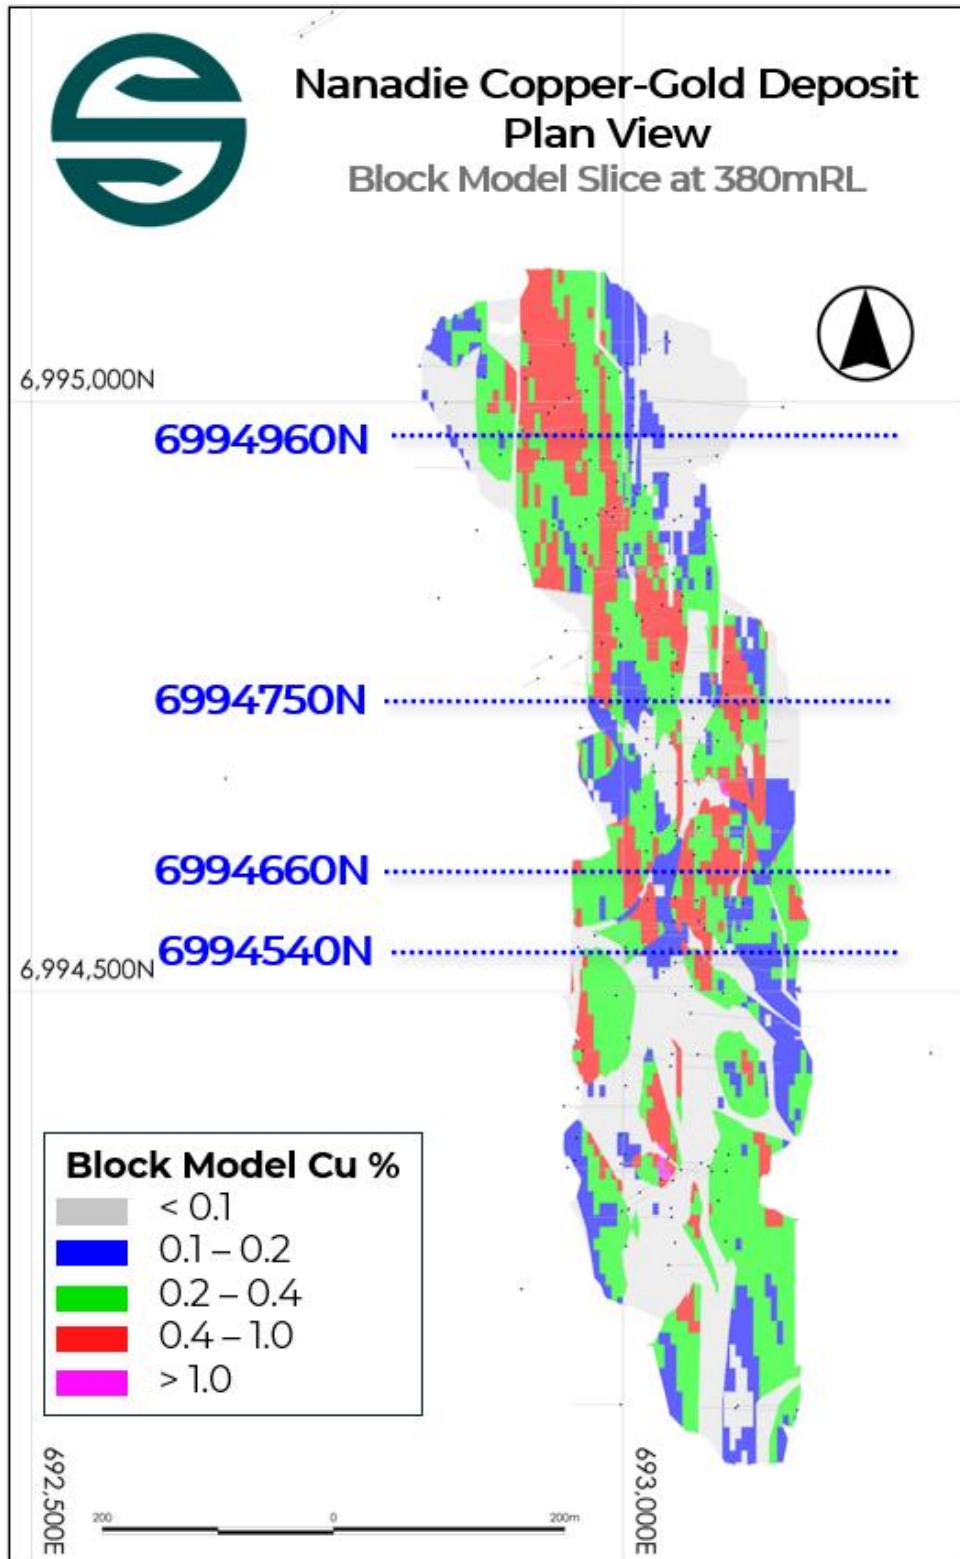 Nanadie Copper-Gold Deposit
Plan View
Block Model Slice at 380mRL
6,995,000N
6994960N
6994750N
6994660N
6994540N
6,994,500N
Block Model Cu %
< 0.1
0.1 – 0.2
0.2 – 0.4
0.4 – 1.0
> 1.0
692,500E
693,000E
200
0
200m